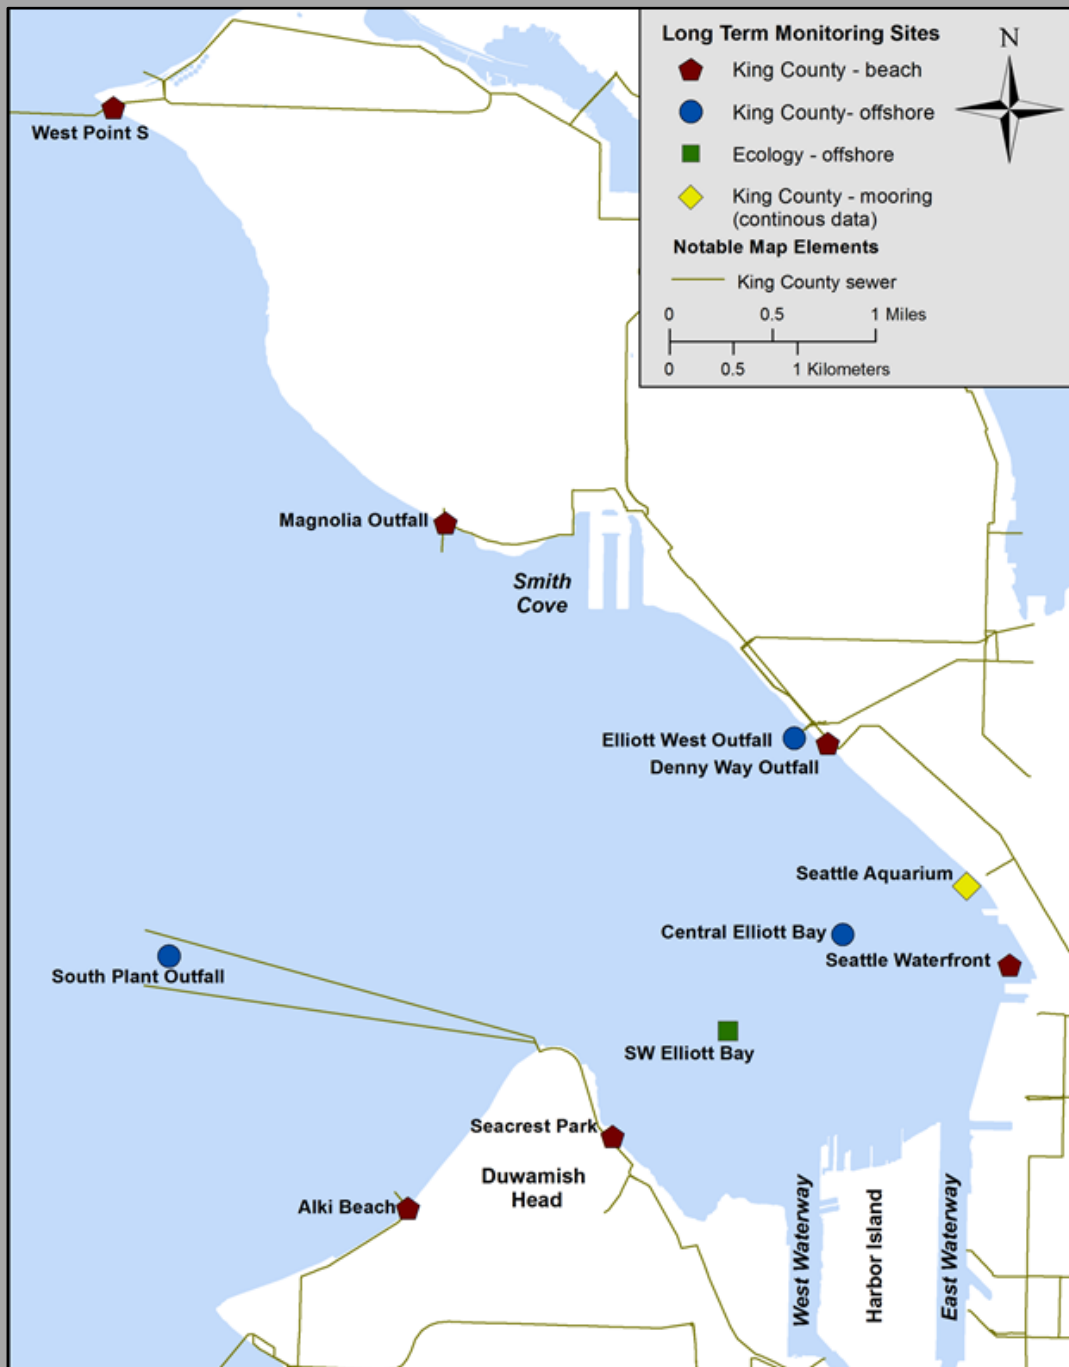 Long Term Monitoring Sites
N
King County - beach
King County- offshore
Ecology - offshore
King County - mooring
(continous data)
Notable Map Elements
King County sewer
0 0.5 1 Miles
0 0.5 1 Kilometers
West Point S
Magnolia Outfall
Smith
Cove
Elliott West Outfall
Denny Way Outfall
Seattle Aquarium
Central Elliott Bay
Seattle Waterfront
South Plant Outfall
SW Elliott Bay
Seacrest Park
Duwamish
Head
Alki Beach
West Waterway
Harbor Island
East Waterway